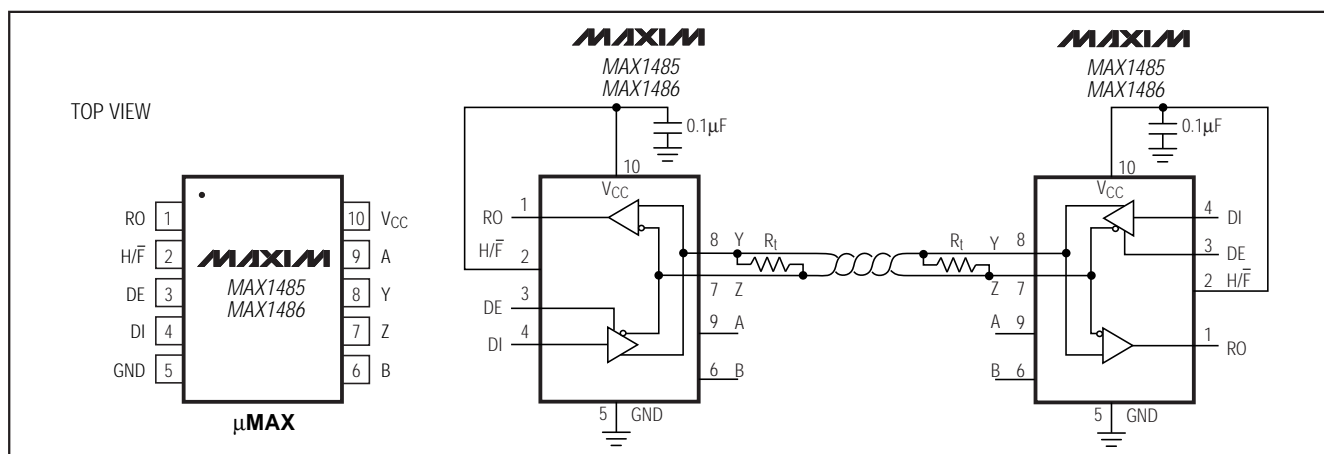 TOP VIEW
RO 1
H/F̅ 2
DE 3
DI 4
GND 5
10 VCC
9 A
8 Y
7 Z
6 B
MAXIM
MAX1485
MAX1486
µMAX
MAXIM
MAX1485
MAX1486
0.1µF
10
VCC
RO 1
H/F̅ 2
DE 3
DI 4
8 Y
7 Z
9 A
6 B
5 GND
Rt
Rt
MAXIM
MAX1485
MAX1486
0.1µF
10
VCC
Y 8
Z 7
A 9
B 6
4 DI
3 DE
2 H/F̅
1 RO
5 GND